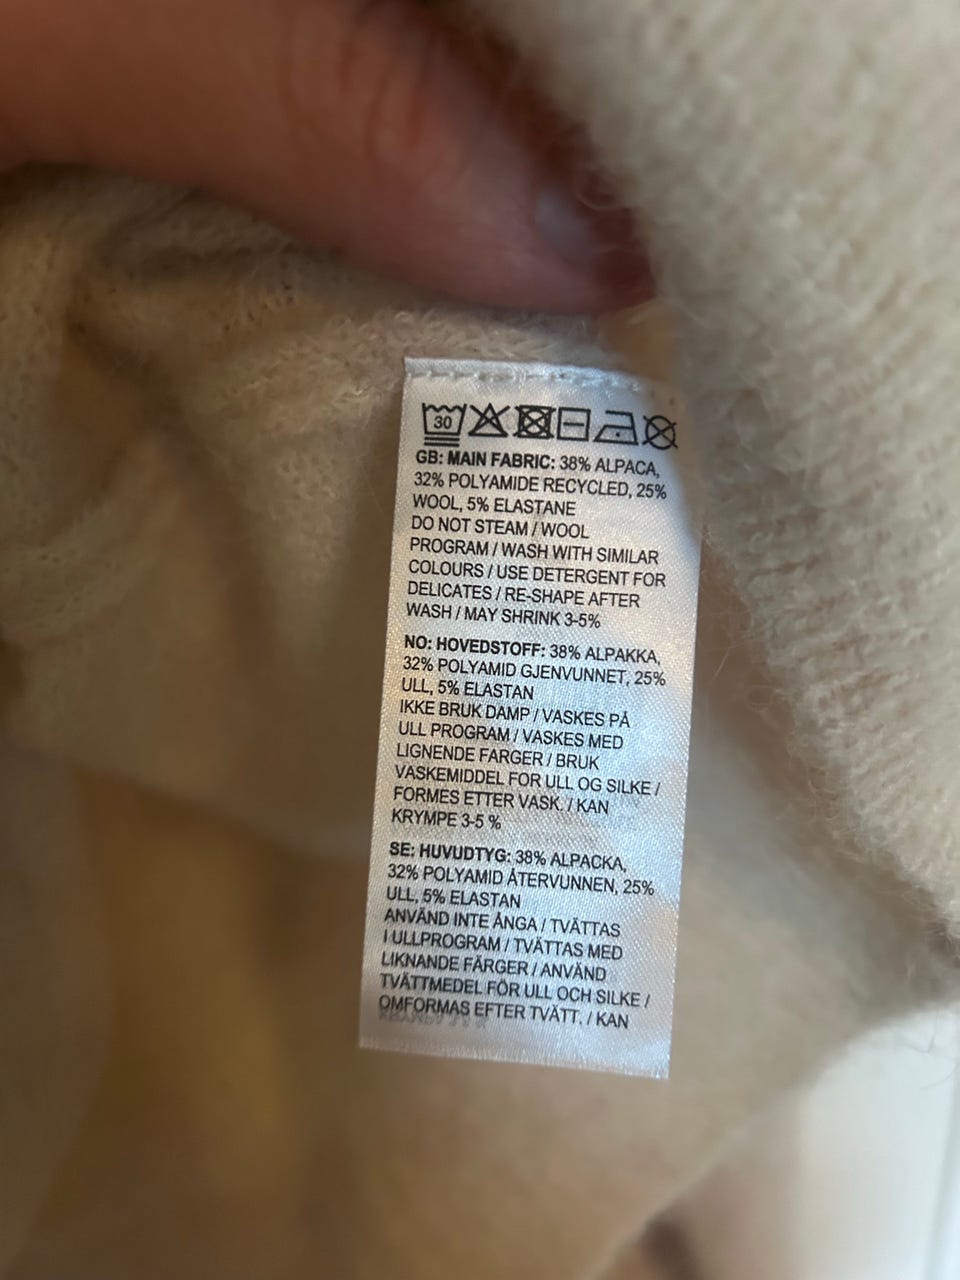 30
GB: MAIN FABRIC: 38% ALPACA,
32% POLYAMIDE RECYCLED, 25%
WOOL, 5% ELASTANE
DO NOT STEAM / WOOL
PROGRAM / WASH WITH SIMILAR
COLOURS / USE DETERGENT FOR
DELICATES / RE-SHAPE AFTER
WASH / MAY SHRINK 3-5%
NO: HOVEDSTOFF: 38% ALPAKKA,
32% POLYAMID GJENVUNNET, 25%
ULL, 5% ELASTAN
IKKE BRUK DAMP / VASKES PÅ
ULL PROGRAM / VASKES MED
LIGNENDE FARGER / BRUK
VASKEMIDDEL FOR ULL OG SILKE /
FORMES ETTER VASK. / KAN
KRYMPE 3-5 %
SE: HUVUDTYG: 38% ALPACKA,
32% POLYAMID ÅTERVUNNEN, 25%
ULL, 5% ELASTAN
ANVÄND INTE ÅNGA / TVÄTTAS
I ULLPROGRAM / TVÄTTAS MED
LIKNANDE FÄRGER / ANVÄND
TVÄTTMEDEL FÖR ULL OCH SILKE /
OMFORMAS EFTER TVÄTT. / KAN